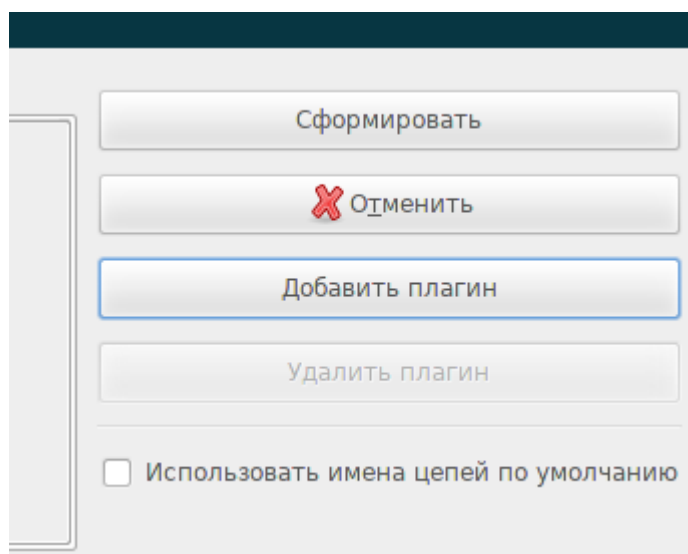 Сформировать
Отменить
Добавить плагин
Удалить плагин
Использовать имена цепей по умолчанию